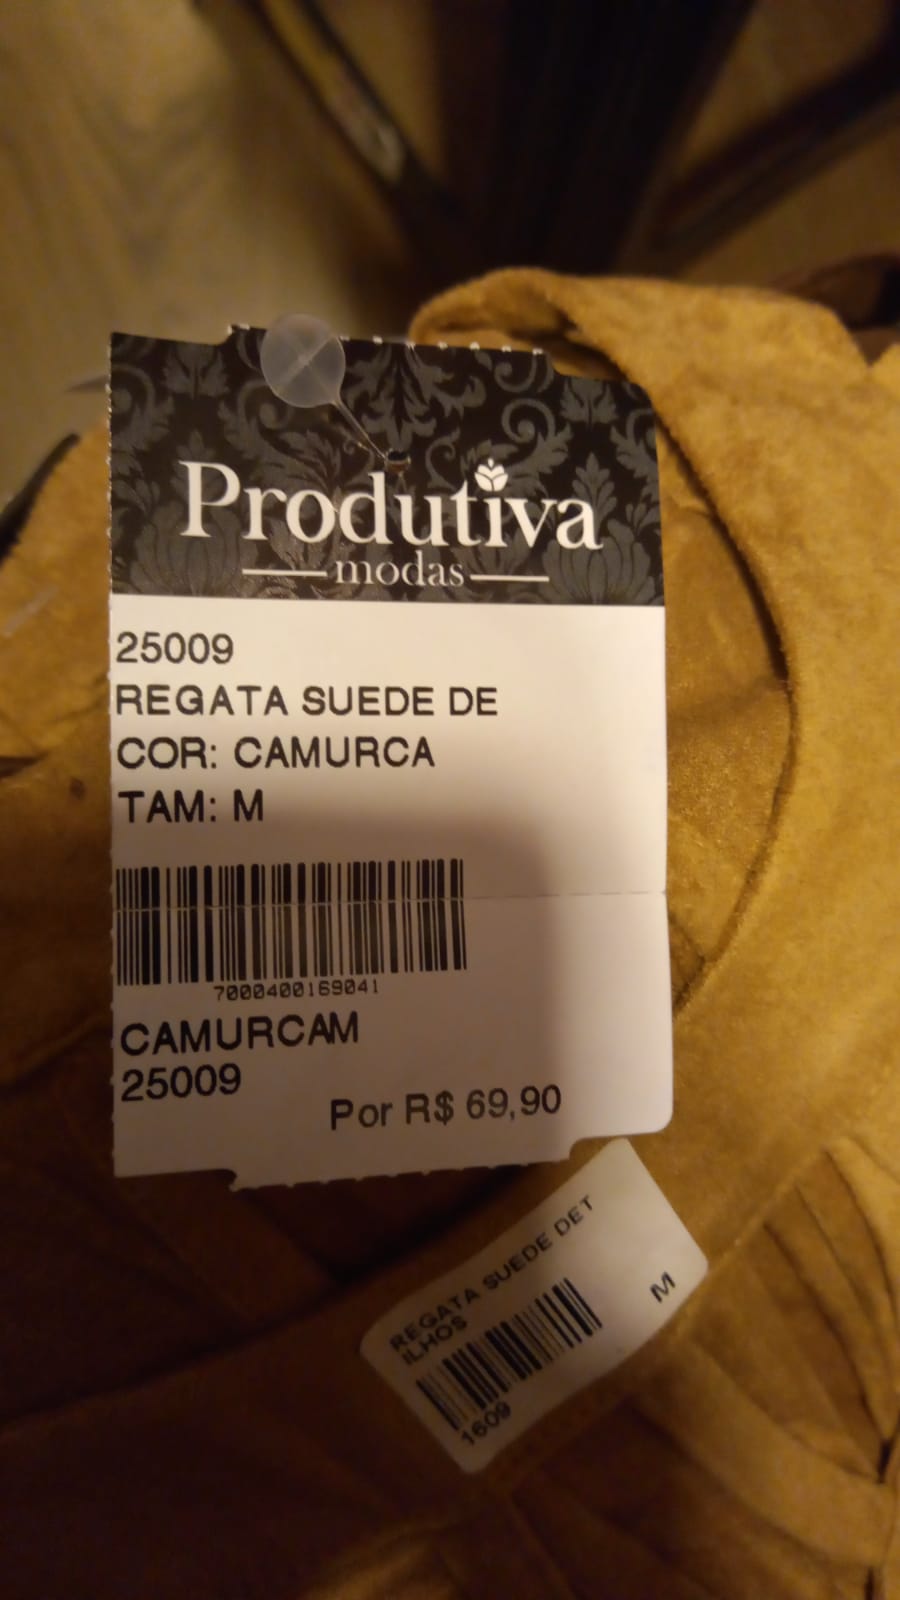 Produtiva
modas
25009
REGATA SUEDE DE
COR: CAMURCA
TAM: M
7000400169041
CAMURCAM
25009
Por R$ 69,90
REGATA SUEDE DET
ILHOS
M
1609